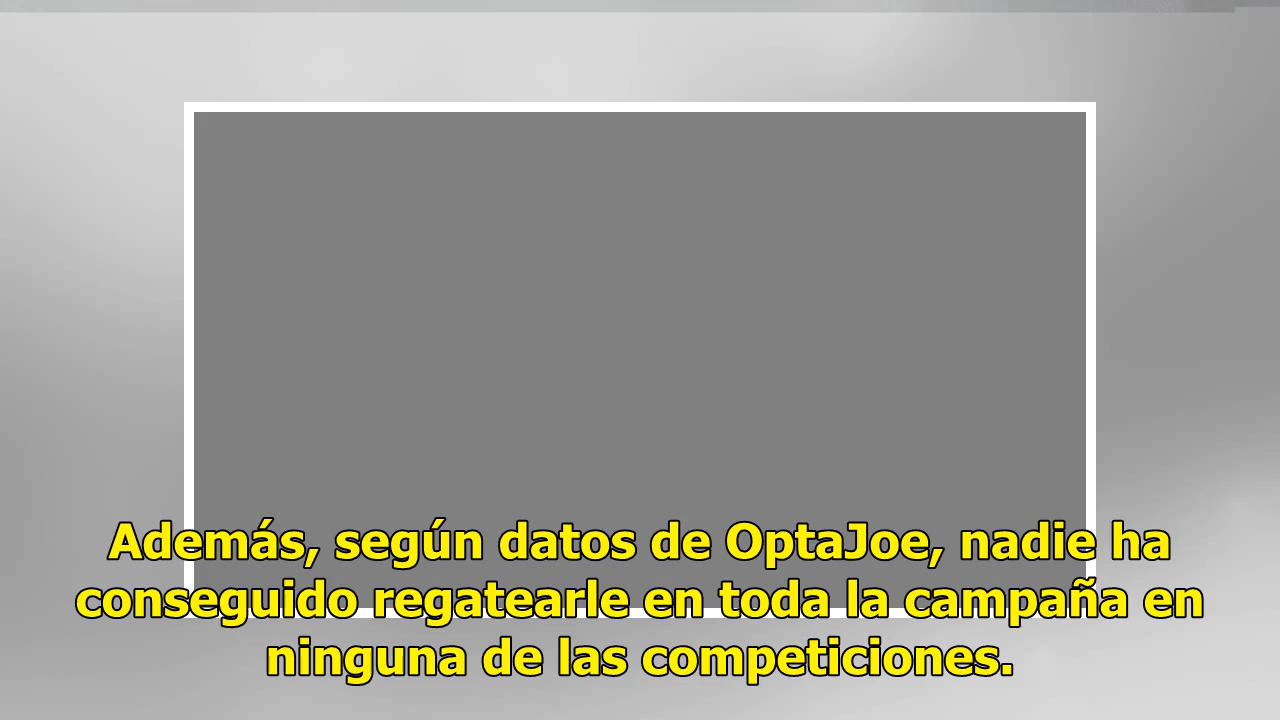 Además, según datos de OptaJoe, nadie ha
conseguido regatearle en toda la campaña en
ninguna de las competiciones.